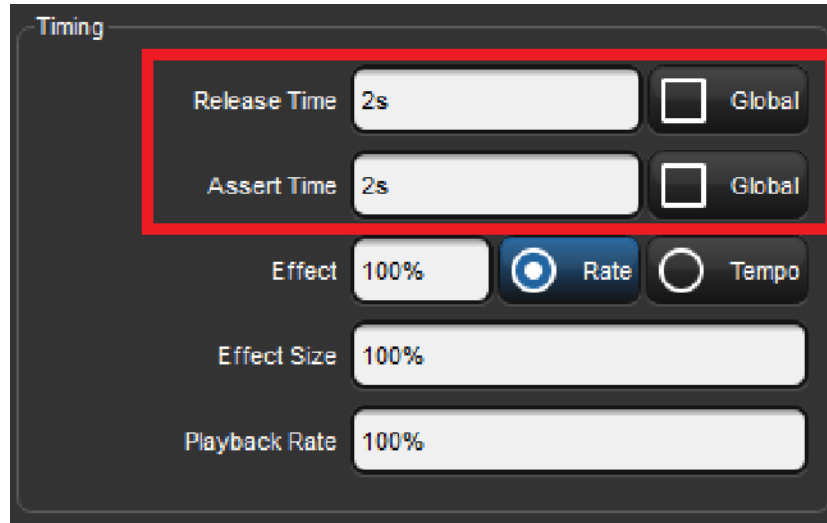 Timing
Release Time 2s Global
Assert Time 2s Global
Effect 100% Rate Tempo
Effect Size 100%
Playback Rate 100%